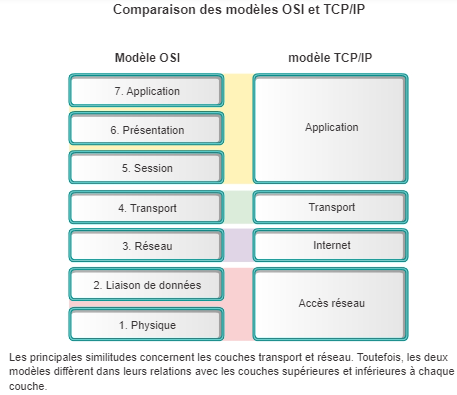 Comparaison des modèles OSI et TCP/IP
Modèle OSI
modèle TCP/IP
7. Application
6. Présentation
5. Session
4. Transport
3. Réseau
2. Liaison de données
1. Physique
Application
Transport
Internet
Accès réseau
Les principales similitudes concernent les couches transport et réseau. Toutefois, les deux
modèles diffèrent dans leurs relations avec les couches supérieures et inférieures à chaque
couche.